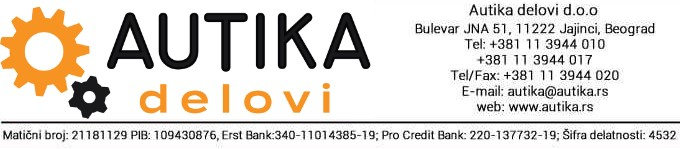 AUTIKA
delovi
Autika delovi d.o.o
Bulevar JNA 51, 11222 Jajinci, Beograd
Tel: +381 11 3944 010
+381 11 3944 017
Tel/Fax: +381 11 3944 020
E-mail: autika@autika.rs
web: www.autika.rs
Matični broj: 21181129 PIB: 109430876, Erst Bank:340-11014385-19; Pro Credit Bank: 220-137732-19; Šifra delatnosti: 4532